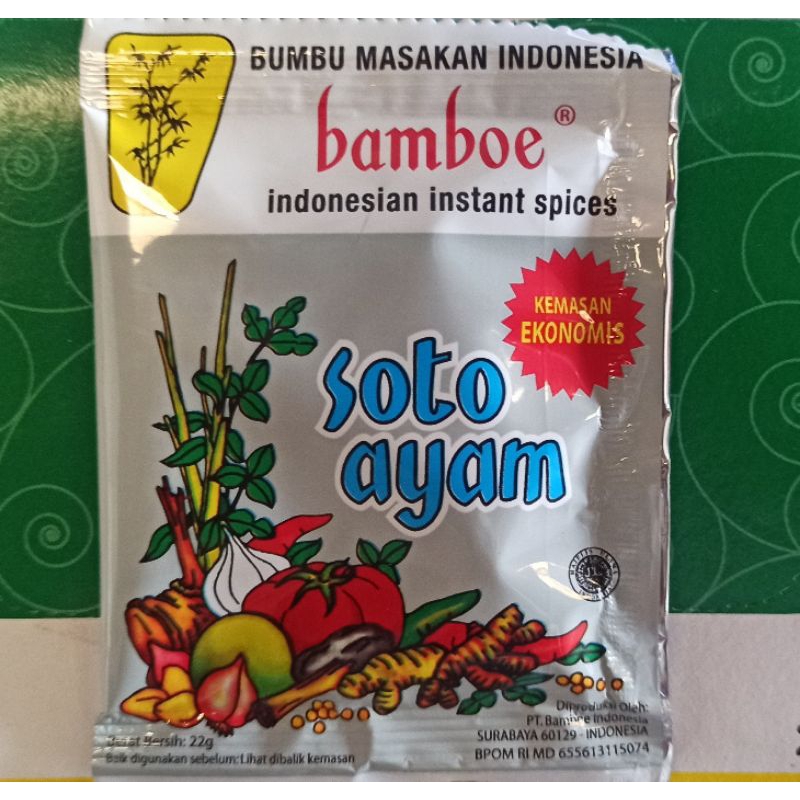 BUMBU MASAKAN INDONESIA
bamboe ®
indonesian instant spices
KEMASAN
EKONOMIS
soto
ayam
Diproduksi Oleh:
PT. Bamboe Indonesia
SURABAYA 60129 - INDONESIA
BPOM RI MD 655613115074
Berat Bersih: 22g
Baik digunakan sebelum: Lihat dibalik kemasan